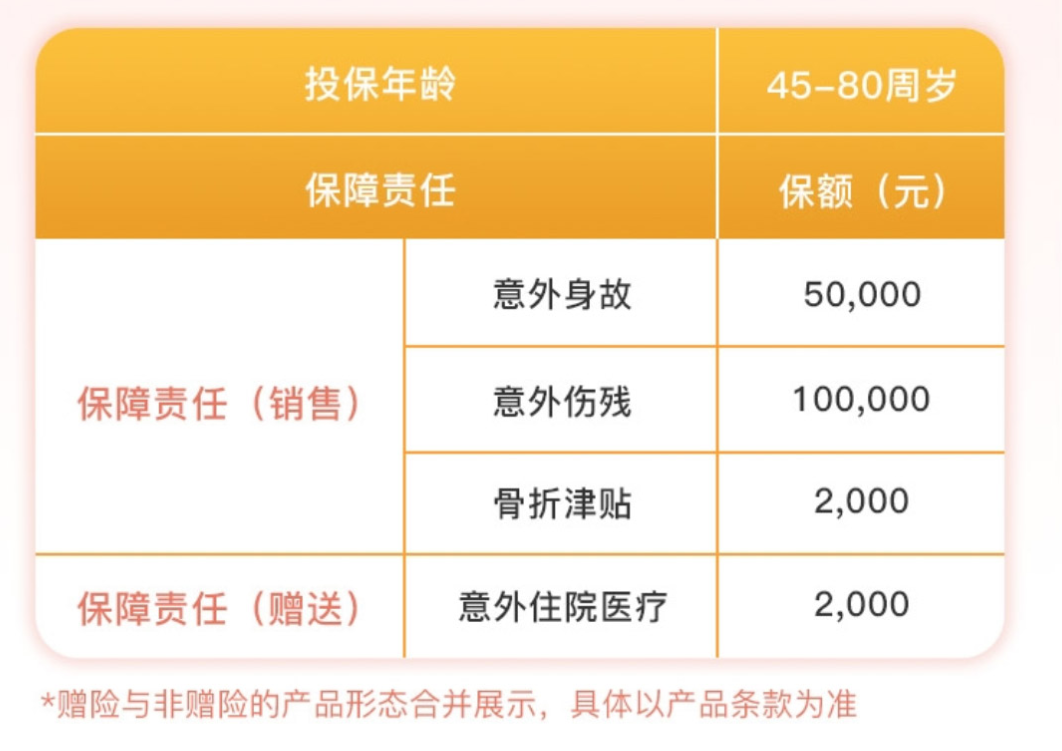 投保年龄 45-80周岁
保障责任 保额（元）
意外身故 50,000
保障责任（销售） 意外伤残 100,000
骨折津贴 2,000
保障责任（赠送） 意外住院医疗 2,000
*赠险与非赠险的产品形态合并展示，具体以产品条款为准